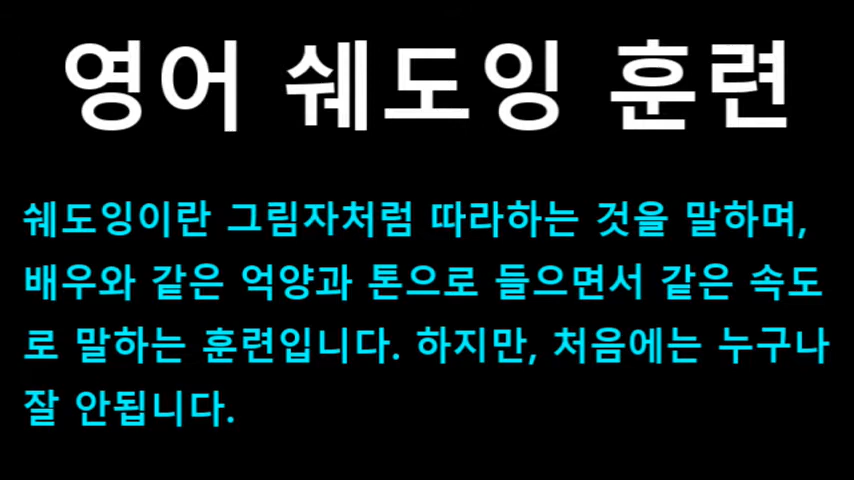 영어 쉐도잉 훈련
쉐도잉이란 그림자처럼 따라하는 것을 말하며,
배우와 같은 억양과 톤으로 들으면서 같은 속도
로 말하는 훈련입니다. 하지만, 처음에는 누구나
잘 안됩니다.